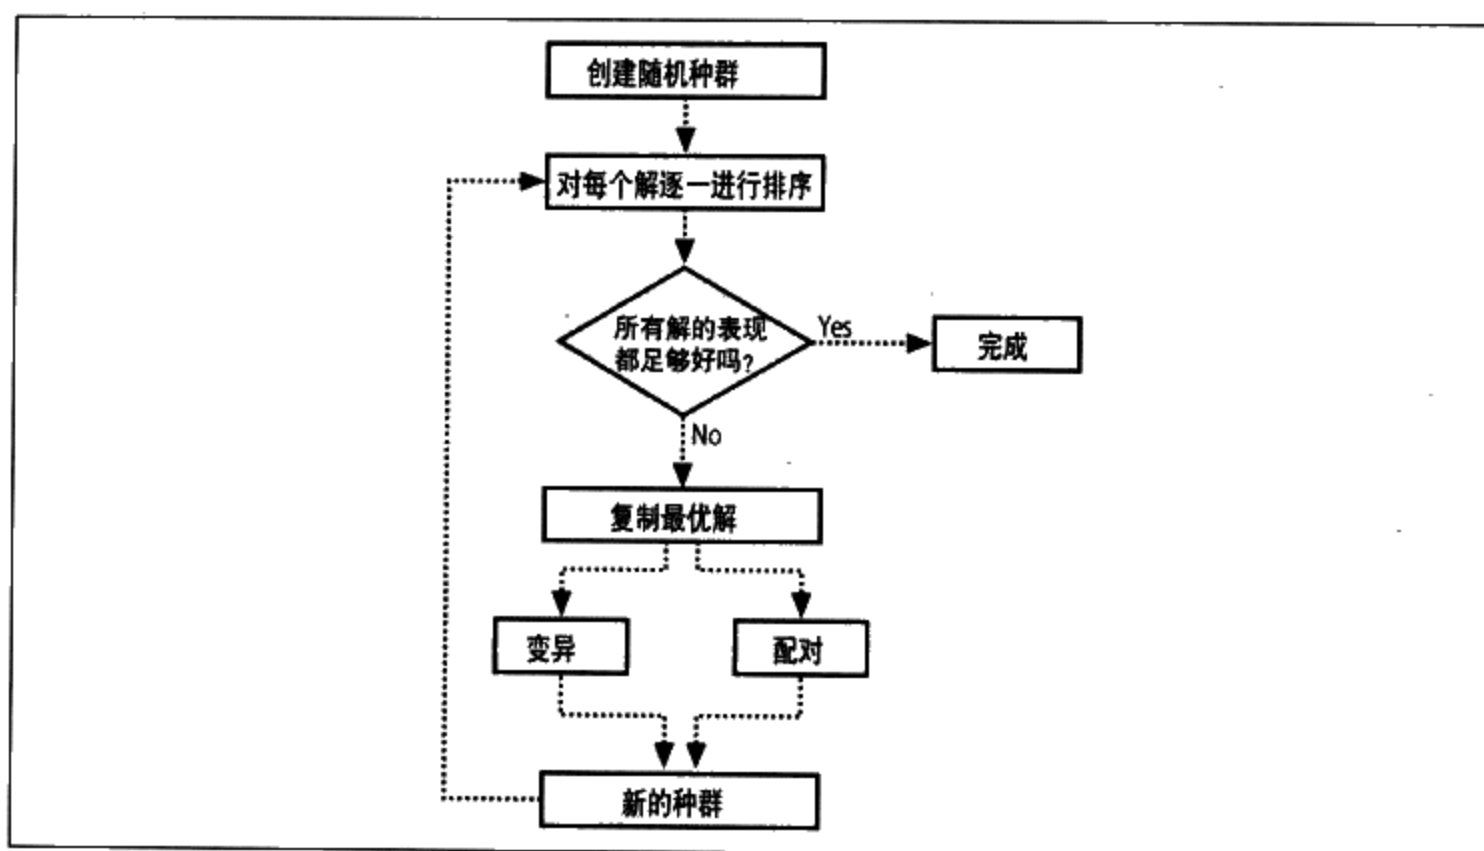 创建随机种群
对每个解逐一进行排序
所有解的表现
都足够好吗?
Yes
完成
No
复制最优解
变异
配对
新的种群